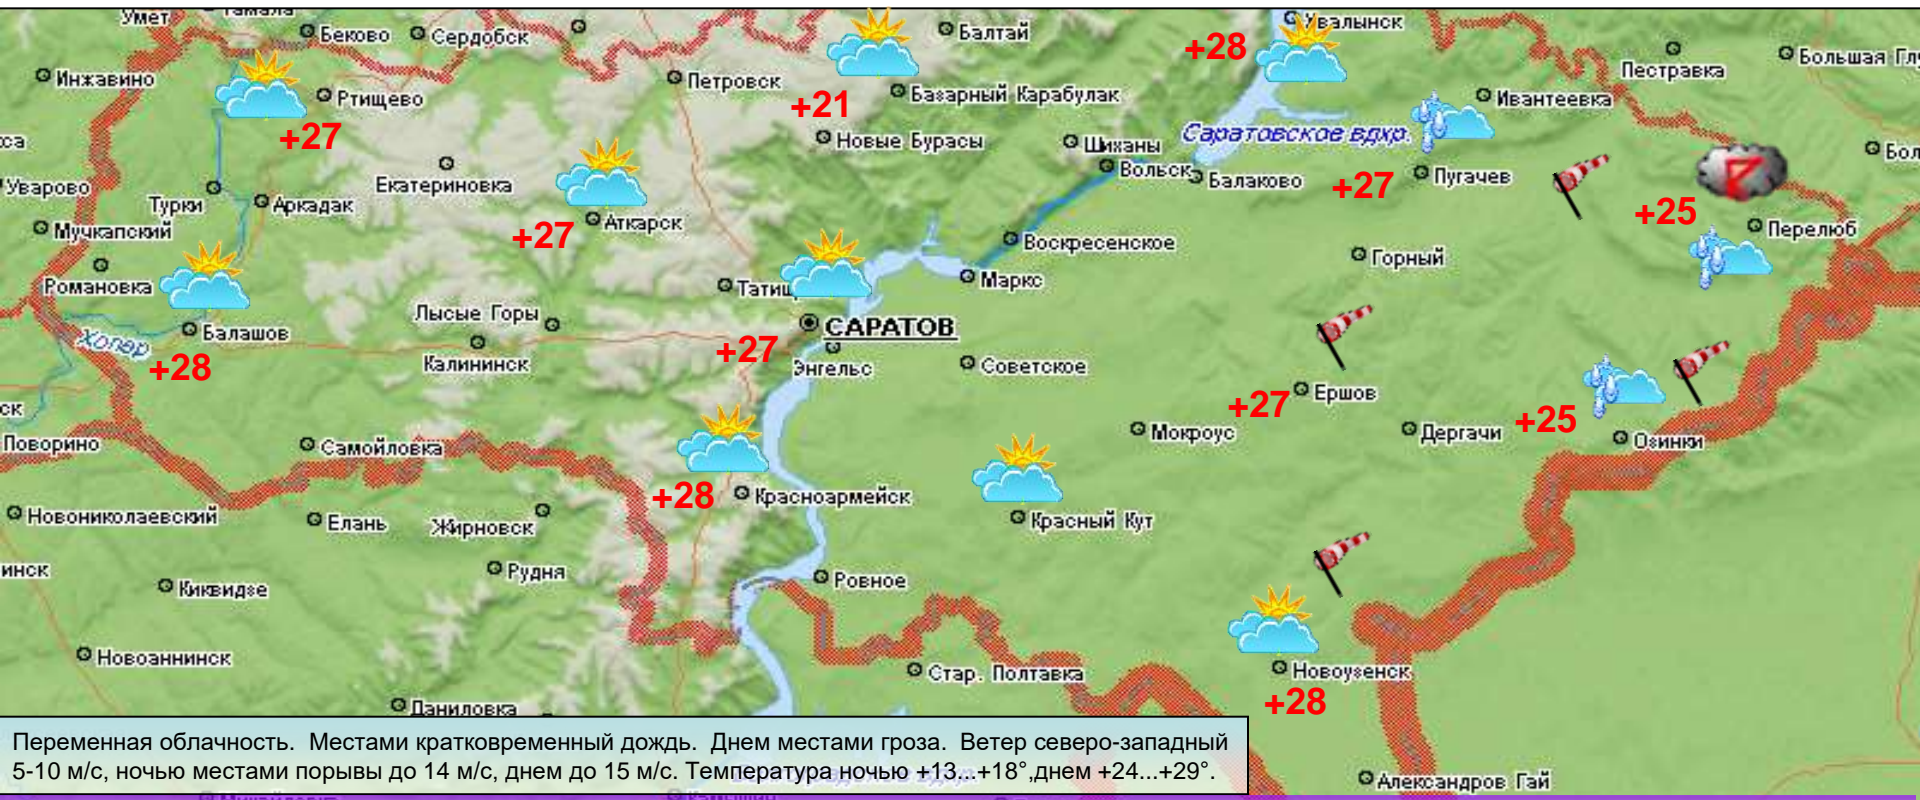 Умет
Беково
Сердобск
Балтай
+28
Пестравка
Инжавино
Ртищево
+27
Петровск
+21
Базарный Карабулак
Новые Бурасы
Шиханы
Саратовское вдхр.
Ивантеевка
Уварово
Турки
Аркадак
Екатериновка
Аткарск
+27
Вольск
Балаково
+27
Пугачев
+25
Перелюб
Мучкапский
Романовка
Воскресенское
Горный
Маркс
Балашов
Хопер
+28
Лысые Горы
Калининск
САРАТОВ
+27
Энгельс
Советское
+27
Ершов
Поворино
Самойловка
Мокроус
Дергачи
+25
Озинки
Новониколаевский
Елань
Жирновск
+28
Красноармейск
Красный Кут
Киквидзе
Рудня
Ровное
Новоаннинск
Стар. Полтавка
Новоузенск
+28
Даниловка
Александров Гай
Переменная облачность. Местами кратковременный дождь. Днем местами гроза. Ветер северо-западный
5-10 м/с, ночью местами порывы до 14 м/с, днем до 15 м/с. Температура ночью +13...+18°,днем +24...+29°.